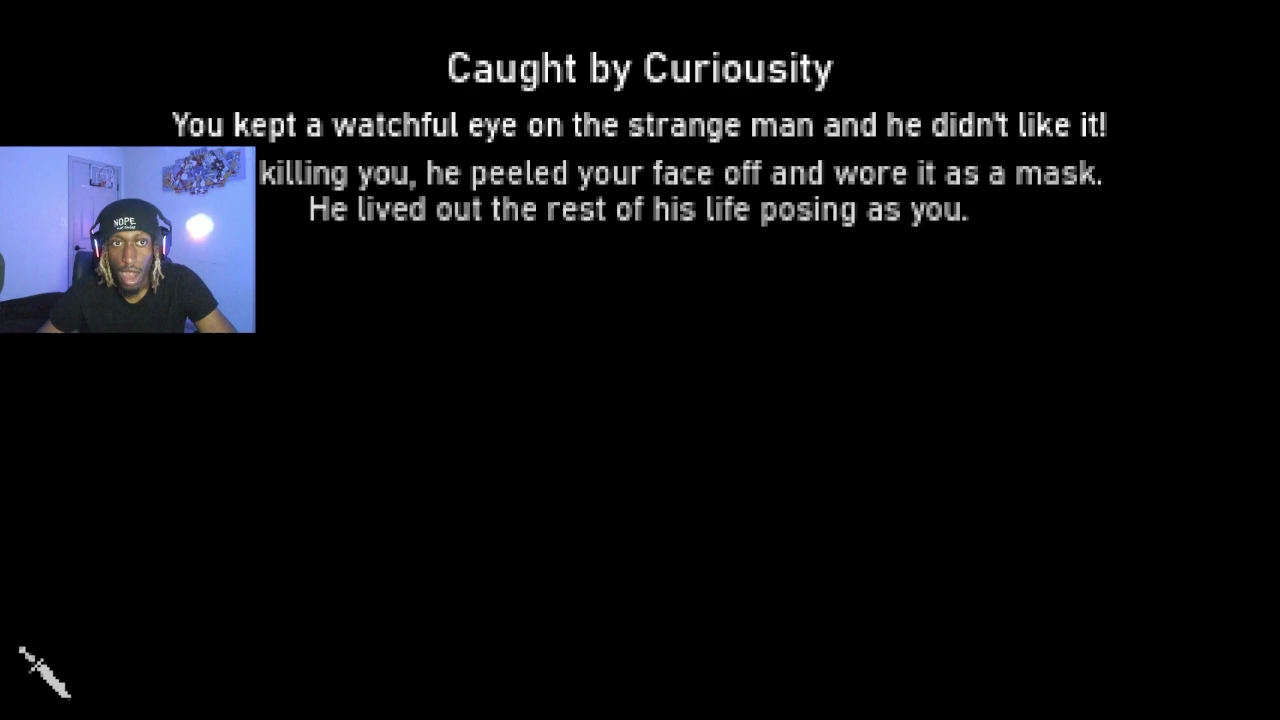 Caught by Curiousity
You kept a watchful eye on the strange man and he didn't like it!
killing you, he peeled your face off and wore it as a mask.
He lived out the rest of his life posing as you.
NOPE